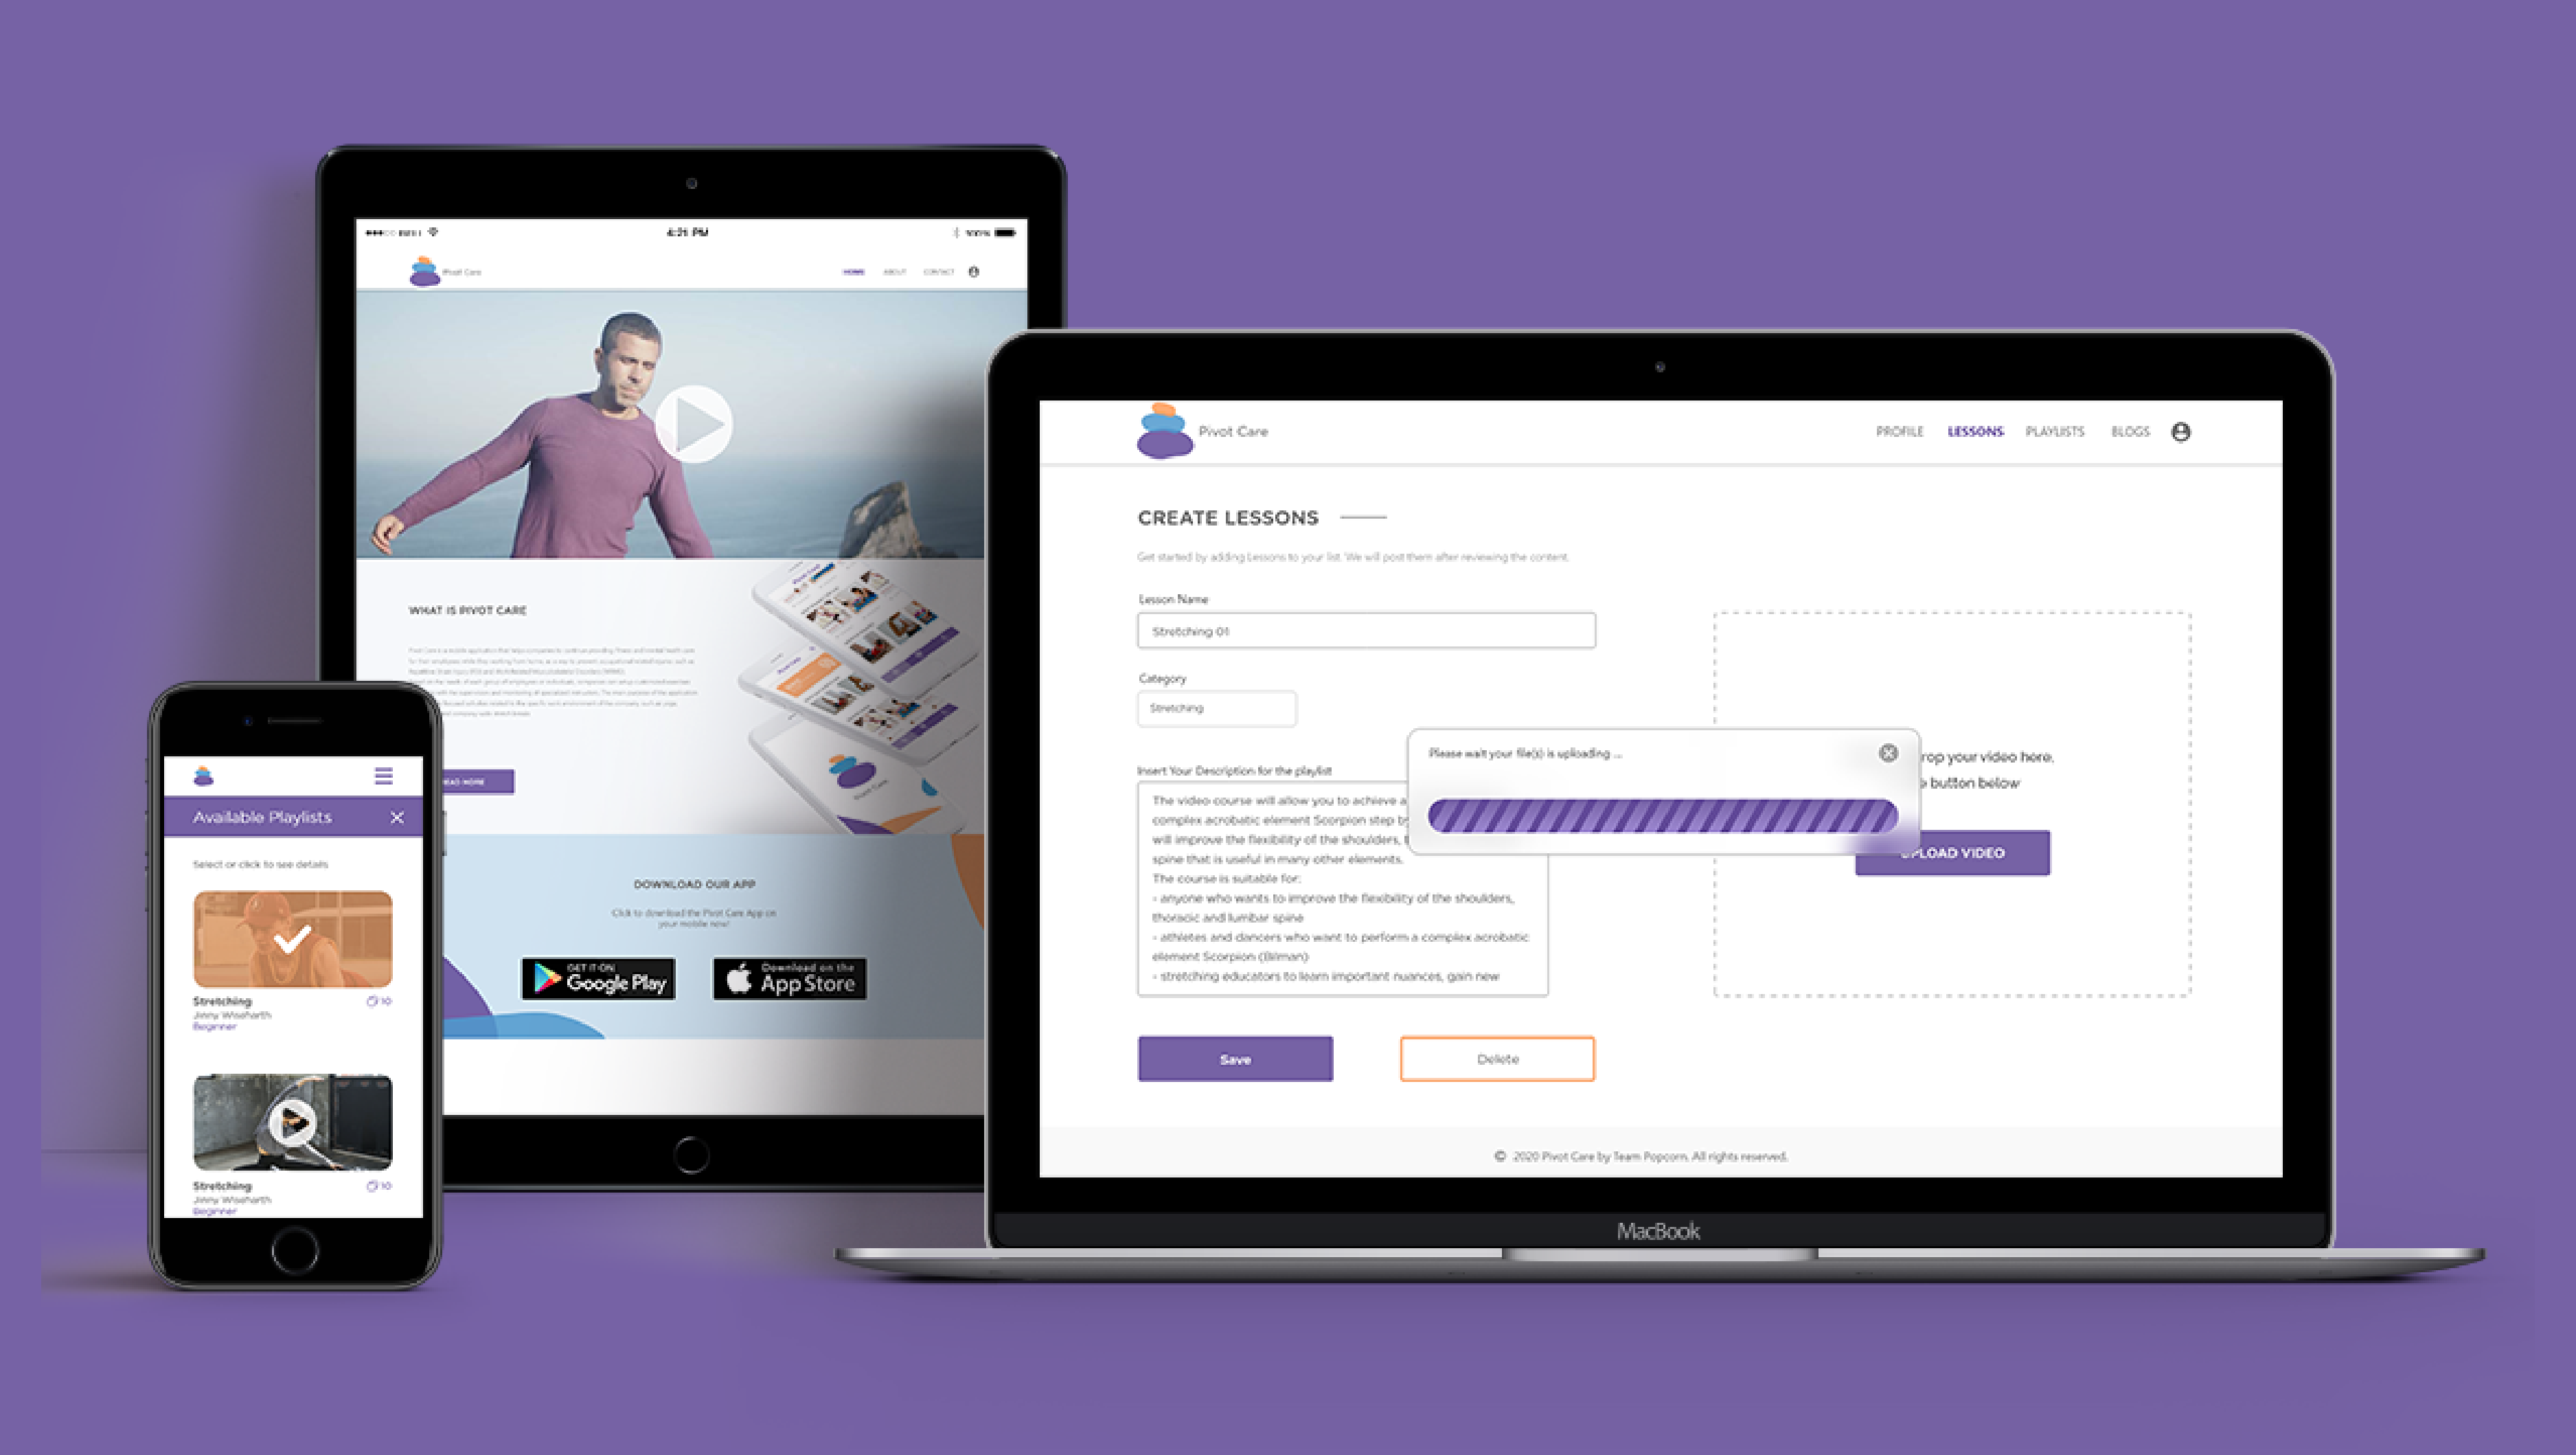 4:21 PM
100%
Pivot Care
HOME ABOUT CONTACT
WHAT IS PIVOT CARE
READ MORE
DOWNLOAD OUR APP
Click to download the Pivot Care App on
your mobile now!
GET IT ON
Google Play
Download on the
App Store
Available Playlists
Select or click to see details
Stretching 10
Jinny Wiseharth
Beginner
Stretching 10
Jinny Wiseharth
Beginner
Pivot Care
PROFILE LESSONS PLAYLISTS BLOGS
CREATE LESSONS
Get started by adding Lessons to your list. We will post them after reviewing the content.
Lesson Name
Stretching 01
Category
Stretching
Insert Your Description for the playlist
The video course will allow you to achieve a
complex acrobatic element Scorpion step by
will improve the flexibility of the shoulders,
spine that is useful in many other elements.
The course is suitable for:
- anyone who wants to improve the flexibility of the shoulders,
thoracic and lumbar spine
- athletes and dancers who want to perform a complex acrobatic
element Scorpion (Bilman)
- stretching educators to learn important nuances, gain new
Please wait your file(s) is uploading ...
rop your video here.
button below
UPLOAD VIDEO
Save
Delete
© 2020 Pivot Care by Team Popcorn. All rights reserved.
MacBook